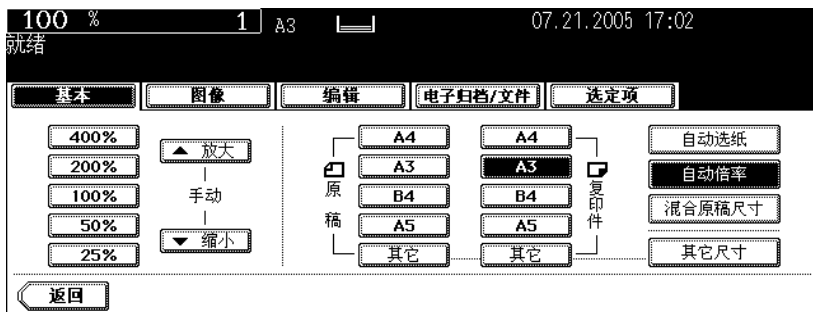 100 % 1 A3 07.21.2005 17:02
就绪
基本 图像 编辑 电子归档/文件 选定项
400% ▲ 放大 A4 A4 自动选纸
200% A3 A3 自动倍率
100% 手动 原稿 B4 B4 复印件 混合原稿尺寸
50% A5 A5
25% ▼ 缩小 其它 其它 其它尺寸
返回